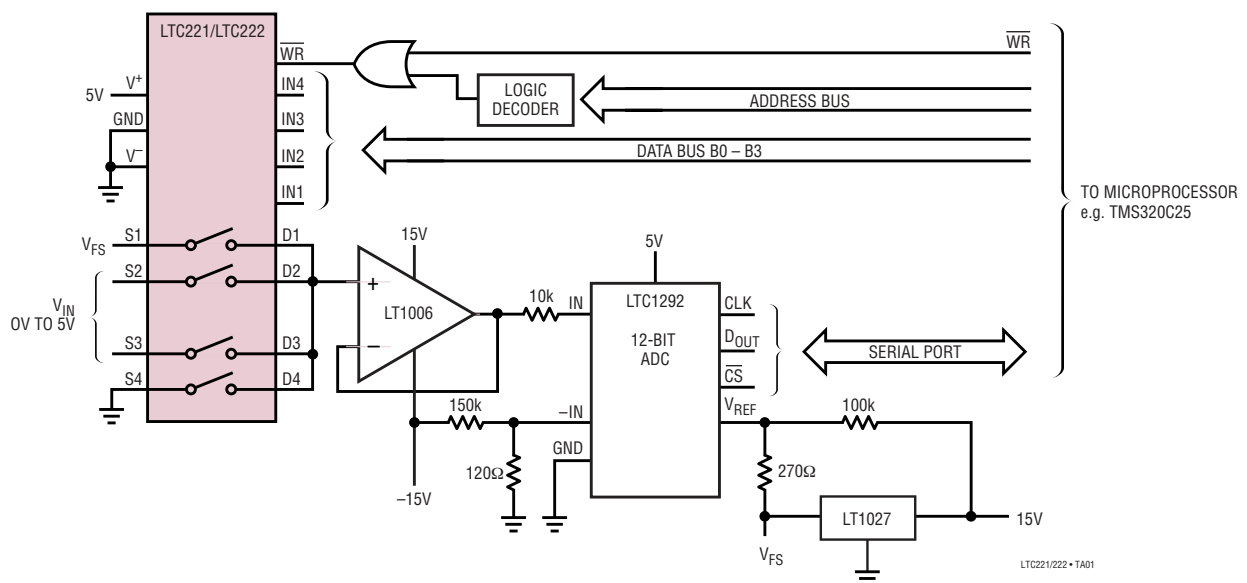 LTC221/LTC222
WR
WR
V+
5V
IN4
LOGIC
DECODER
ADDRESS BUS
GND
IN3
V–
IN2
DATA BUS B0 – B3
IN1
TO MICROPROCESSOR
e.g. TMS320C25
VFS
S1
D1
15V
5V
S2
D2
+
VIN
0V TO 5V
LT1006
10k
IN
LTC1292
CLK
12-BIT
ADC
DOUT
SERIAL PORT
–
S3
D3
CS
S4
D4
150k
–IN
VREF
100k
GND
120Ω
270Ω
–15V
LT1027
15V
VFS
LTC221/222 • TA01